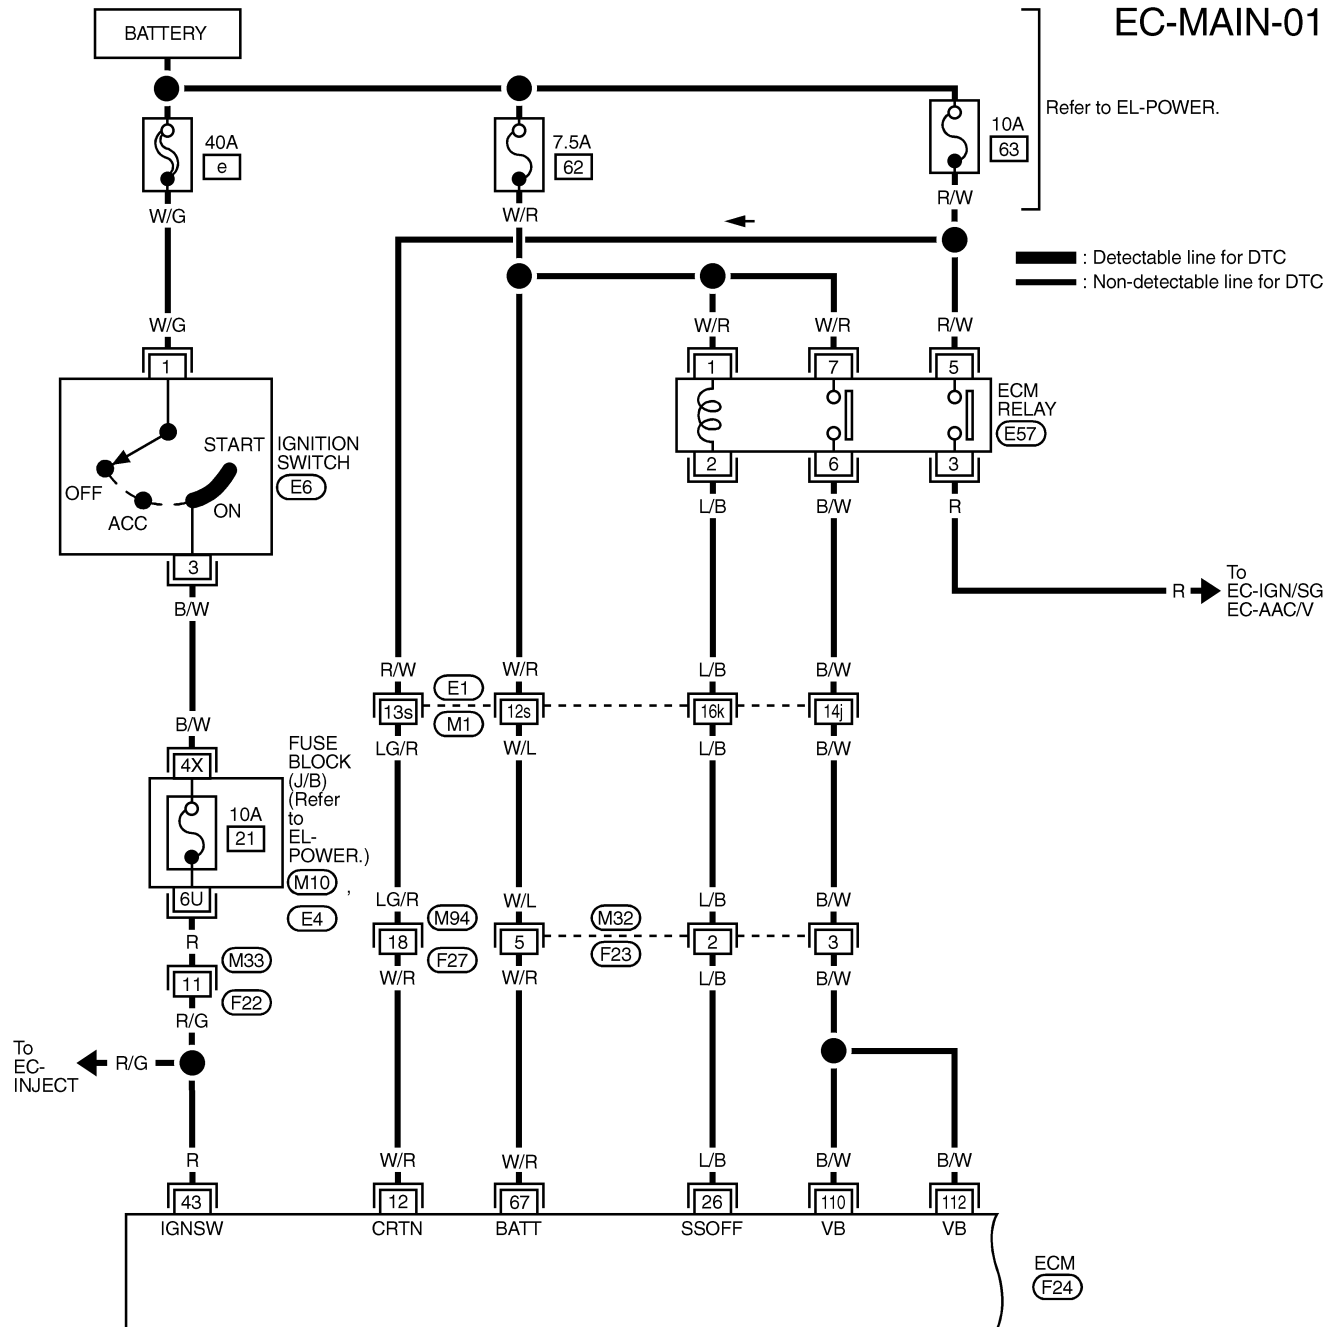 EC-MAIN-01
BATTERY
Refer to EL-POWER.
40A
e
7.5A
62
10A
63
W/G
W/R
R/W
: Detectable line for DTC
: Non-detectable line for DTC
W/G
W/R
W/R
R/W
1
1
7
5
ECM
RELAY
E57
START
OFF
ACC
ON
IGNITION
SWITCH
E6
2
6
3
L/B
B/W
R
3
B/W
R
To
EC-IGN/SG
EC-AAC/V
R/W
W/R
L/B
B/W
E1
M1
13s
12s
16k
14j
B/W
LG/R
W/L
L/B
B/W
4X
10A
21
FUSE
BLOCK
(J/B)
(Refer
to
EL-
POWER.)
M10 ,
E4
6U
LG/R
W/L
L/B
B/W
R
M94
F27
M32
F23
18
5
2
3
M33
F22
11
W/R
W/R
L/B
B/W
R/G
To
EC-
INJECT
R/G
R
W/R
W/R
L/B
B/W
B/W
43
12
67
26
110
112
IGNSW
CRTN
BATT
SSOFF
VB
VB
ECM
F24